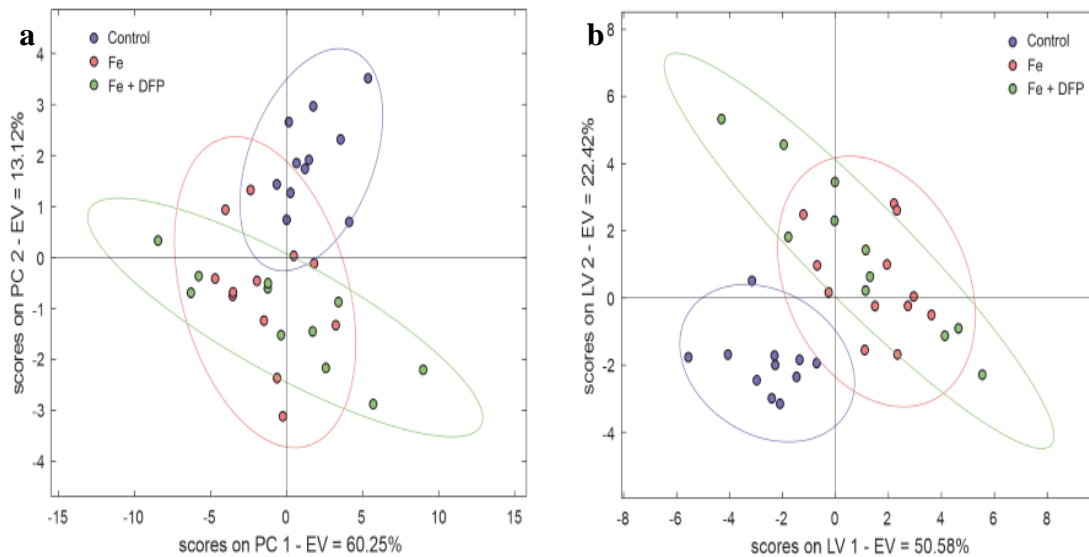 a
Control
Fe
Fe + DFP
4
3
2
1
0
-1
-2
-3
-4
-15
-10
-5
0
5
10
15
scores on PC 2 - EV = 13.12%
scores on PC 1 - EV = 60.25%
b
Control
Fe
Fe + DFP
8
6
4
2
0
-2
-4
-8
-6
-4
-2
0
2
4
6
8
scores on LV 2 - EV = 22.42%
scores on LV 1 - EV = 50.58%